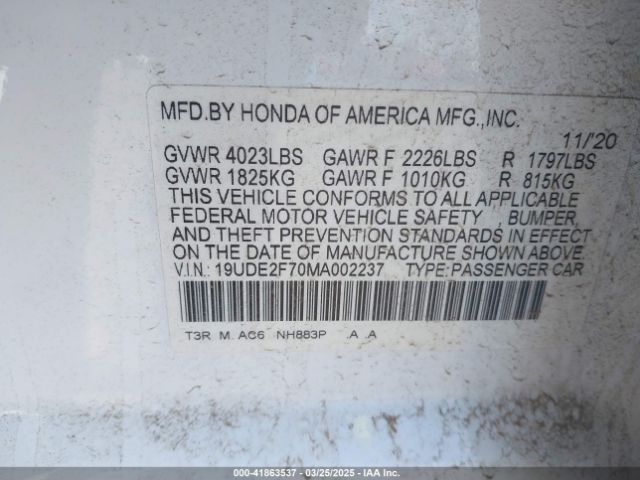 MFD.BY HONDA OF AMERICA MFG.,INC.
11/'20
GVWR 4023LBS GAWR F 2226LBS R 1797LBS
GVWR 1825KG GAWR F 1010KG R 815KG
THIS VEHICLE CONFORMS TO ALL APPLICABLE
FEDERAL MOTOR VEHICLE SAFETY , BUMPER,
AND THEFT PREVENTION STANDARDS IN EFFECT
ON THE DATE OF MANUFACTURE SHOWN ABOVE.
V.I.N.: 19UDE2F70MA002237 TYPE:PASSENGER CAR
T3R M. AC6 NH883P .A .A
000-41863537 — 03/25/2025 — IAA Inc.